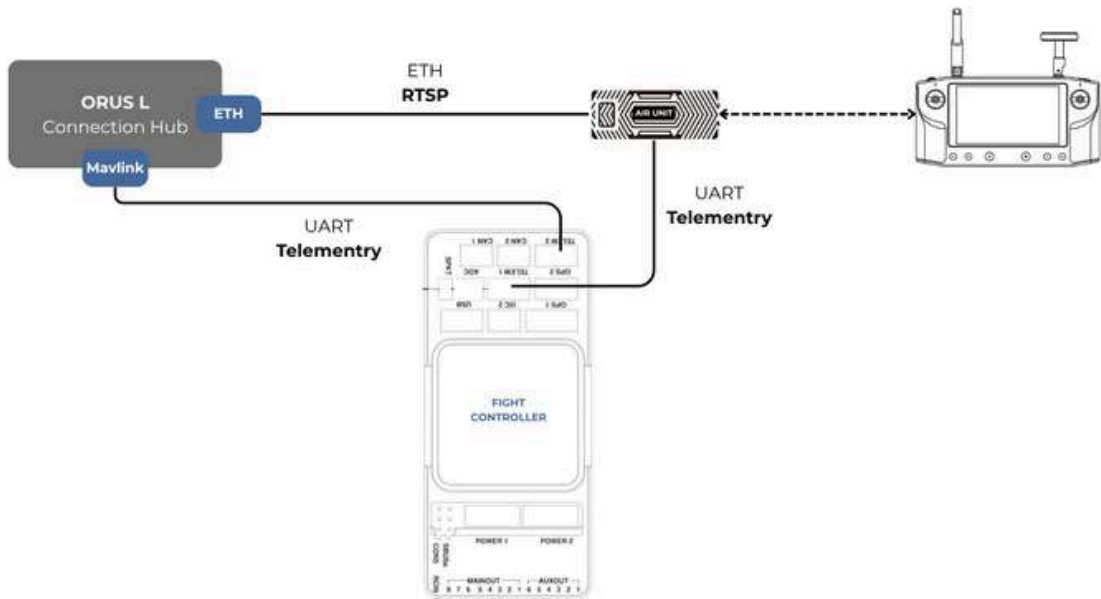 ORUS L
Connection Hub
ETH
Mavlink
ETH
RTSP
AIR UNIT
UART
Telementry
UART
Telementry
CAN 1
CAN 2
TELEM 2
ADC
TELEM 1
GPS 2
USB
IIC 2
GPS 1
FIGHT
CONTROLLER
POWER 1
POWER 2
MAINOUT
AUXOUT
8 7 6 5 4 3 2 1
6 5 4 3 2 1